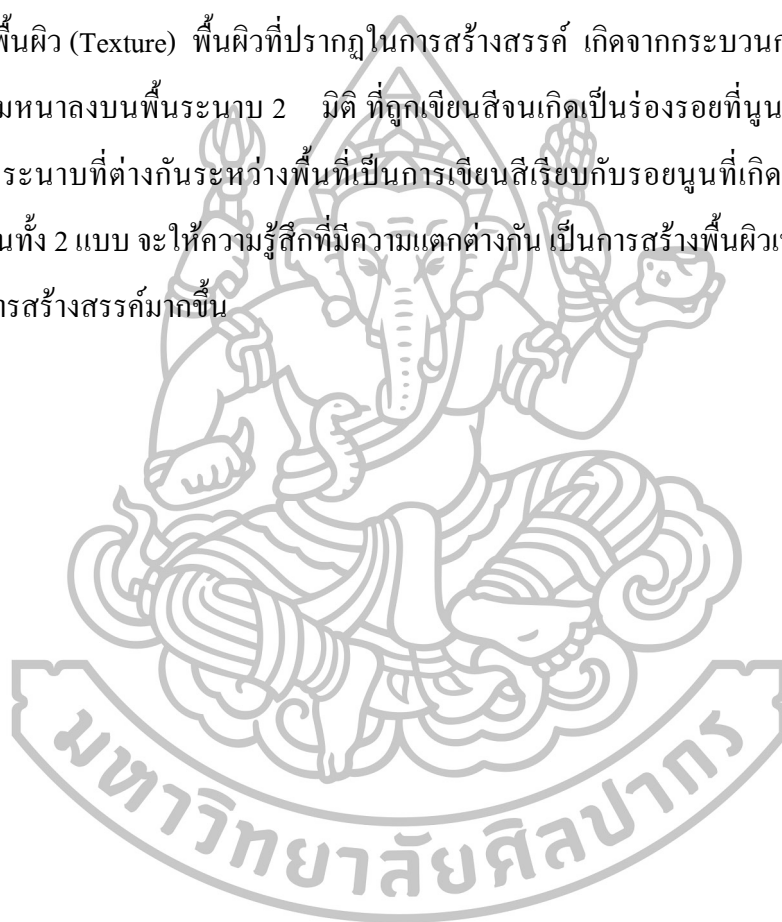 พื้นผิว (Texture) พื้นผิวที่ปรากฏในการสร้างสรรค์ เกิดจากกระบวน
มหนาลงบนพื้นระนาบ 2 มิติ ที่ถูกเขียนสีจนเกิดเป็นร่องรอยที่นูน
ระนาบที่ต่างกันระหว่างพื้นที่เป็นการเขียนสีเรียบกับรอยนูนที่เกิด
นทั้ง 2 แบบ จะให้ความรู้สึกที่มีความแตกต่างกัน เป็นการสร้างพื้นผิว
ารสร้างสรรค์มากขึ้น
มหาวิทยาลัยศิลปากร